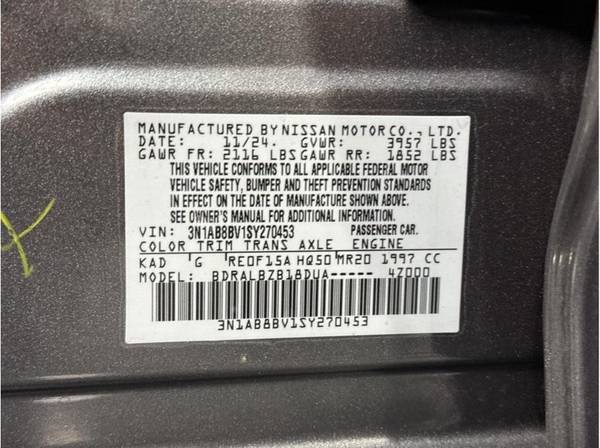 MANUFACTURED BY NISSAN MOTOR CO., LTD.
DATE: 11/24. GVWR: 3957 LBS
GAWR FR: 2116 LBS GAWR RR: 1852 LBS
THIS VEHICLE CONFORMS TO ALL APPLICABLE FEDERAL MOTOR
VEHICLE SAFETY, BUMPER AND THEFT PREVENTION STANDARDS
IN EFFECT ON THE DATE OF MANUFACTURE SHOWN ABOVE.
SEE OWNER'S MANUAL FOR ADDITIONAL INFORMATION.
VIN: 3N1AB8BV1SY270453 PASSENGER CAR.
COLOR TRIM TRANS AXLE ENGINE
KAD G RE0F15A HQ50 MR20 1997 CC
MODEL: BDRALBZB18DUA----- 4Z000
3N1AB8BV1SY270453